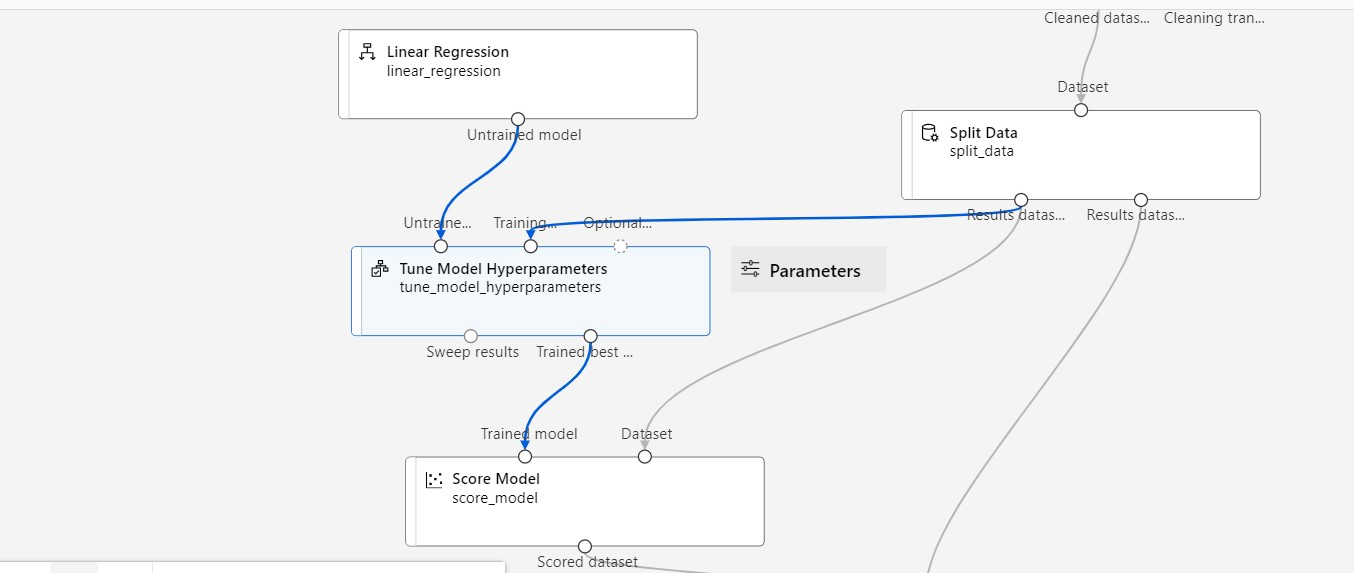 Cleaned datas... Cleaning tran...
Linear Regression
linear_regression
Untrained model
Dataset
Split Data
split_data
Results datas... Results datas...
Untraine... Training... Optional...
Tune Model Hyperparameters
tune_model_hyperparameters
Parameters
Sweep results Trained best ...
Trained model Dataset
Score Model
score_model
Scored dataset